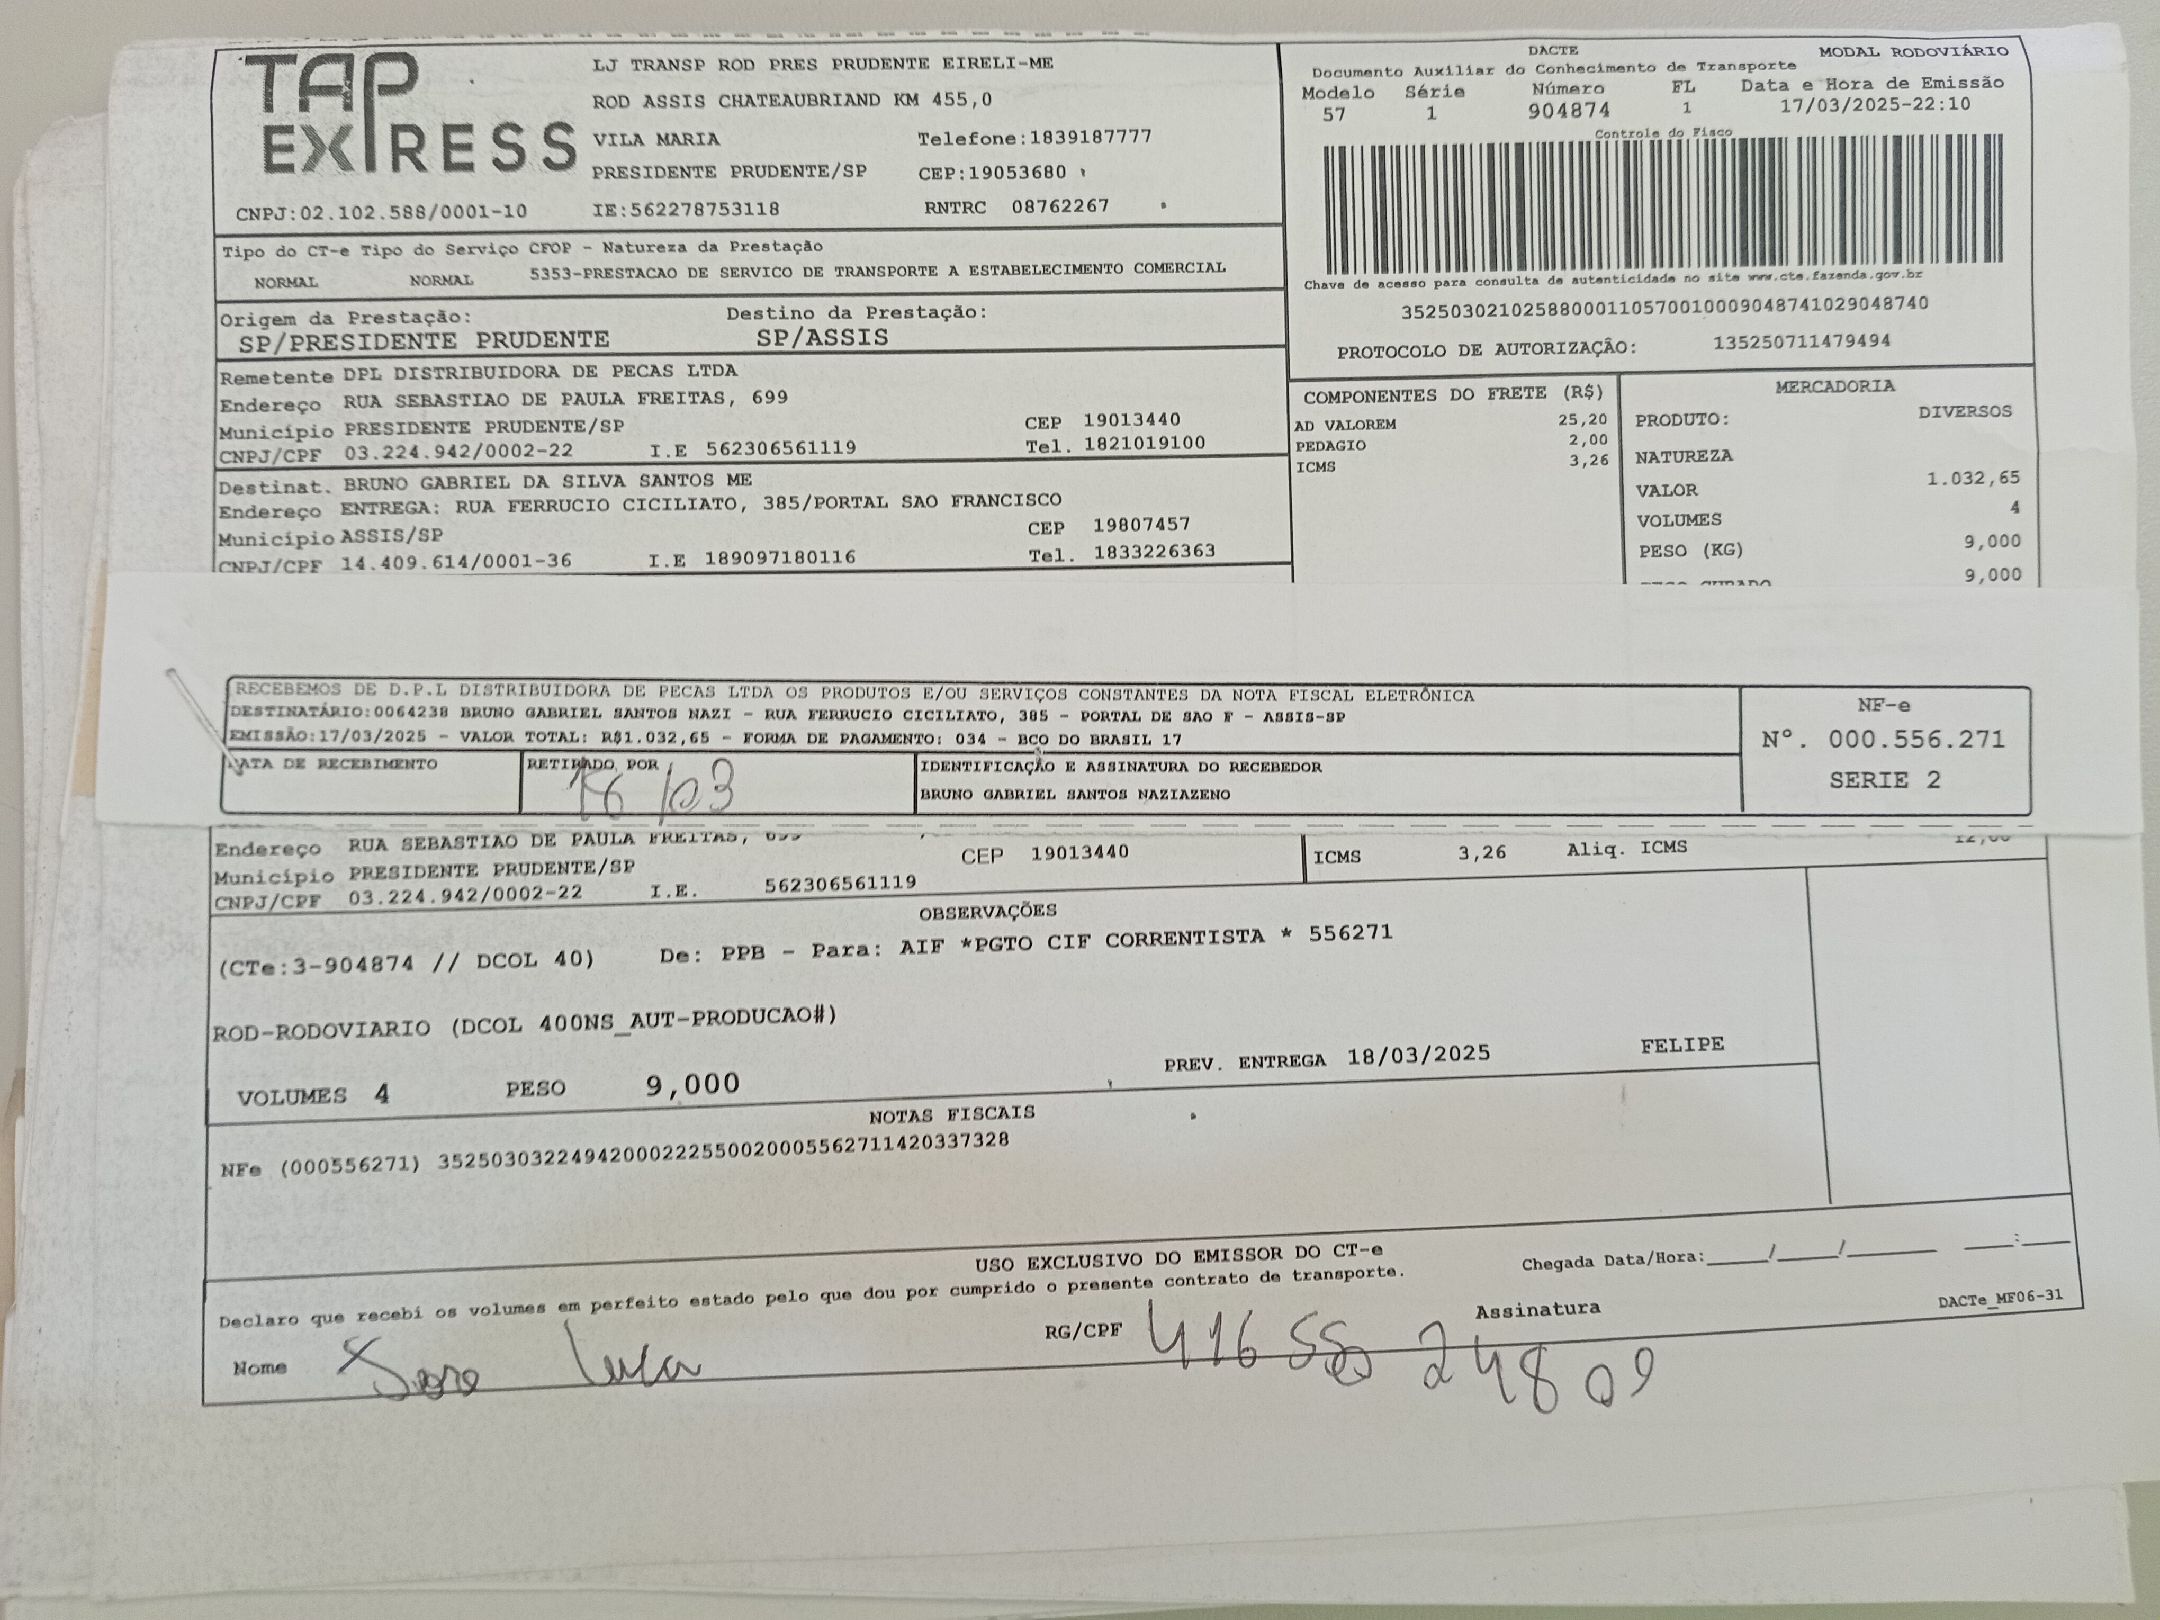 TAP
EXPRESS
LJ TRANSP ROD PRES PRUDENTE EIRELI-ME
ROD ASSIS CHATEAUBRIAND KM 455,0
VILA MARIA Telefone:1839187777
PRESIDENTE PRUDENTE/SP CEP:19053680
CNPJ:02.102.588/0001-10 IE:562278753118 RNTRC 08762267
DACTE MODAL RODOVIÁRIO
Documento Auxiliar do Conhecimento de Transporte
Modelo Série Número FL Data e Hora de Emissão
57 1 904874 1 17/03/2025-22:10
Controle do Fisco
Chave de acesso para consulta de autenticidade no site www.cte.fazenda.gov.br
35250302102588000110570010009048741029048740
PROTOCOLO DE AUTORIZAÇÃO: 135250711479494
Tipo do CT-e Tipo do Serviço CFOP - Natureza da Prestação
NORMAL NORMAL 5353-PRESTACAO DE SERVICO DE TRANSPORTE A ESTABELECIMENTO COMERCIAL
Origem da Prestação: Destino da Prestação:
SP/PRESIDENTE PRUDENTE SP/ASSIS
Remetente DPL DISTRIBUIDORA DE PECAS LTDA
Endereço RUA SEBASTIAO DE PAULA FREITAS, 699
Município PRESIDENTE PRUDENTE/SP CEP 19013440
CNPJ/CPF 03.224.942/0002-22 I.E 562306561119 Tel. 1821019100
Destinat. BRUNO GABRIEL DA SILVA SANTOS ME
Endereço ENTREGA: RUA FERRUCIO CICILIATO, 385/PORTAL SAO FRANCISCO
Município ASSIS/SP CEP 19807457
CNPJ/CPF 14.409.614/0001-36 I.E 189097180116 Tel. 1833226363
COMPONENTES DO FRETE (R$)
AD VALOREM 25,20
PEDAGIO 2,00
ICMS 3,26
MERCADORIA
PRODUTO: DIVERSOS
NATUREZA
VALOR 1.032,65
VOLUMES 4
PESO (KG) 9,000
9,000
RECEBEMOS DE D.P.L DISTRIBUIDORA DE PECAS LTDA OS PRODUTOS E/OU SERVIÇOS CONSTANTES DA NOTA FISCAL ELETRÔNICA
DESTINATÁRIO:0064238 BRUNO GABRIEL SANTOS NAZI - RUA FERRUCIO CICILIATO, 385 - PORTAL DE SAO F - ASSIS-SP
EMISSÃO:17/03/2025 - VALOR TOTAL: R$1.032,65 - FORMA DE PAGAMENTO: 034 - BCO DO BRASIL 17
DATA DE RECEBIMENTO RETIRADO POR IDENTIFICAÇÃO E ASSINATURA DO RECEBEDOR
BRUNO GABRIEL SANTOS NAZIAZENO
/03
NF-e
Nº. 000.556.271
SERIE 2
Endereço RUA SEBASTIAO DE PAULA FREITAS, 699
Município PRESIDENTE PRUDENTE/SP CEP 19013440
CNPJ/CPF 03.224.942/0002-22 I.E. 562306561119
ICMS 3,26 Aliq. ICMS 12,00
OBSERVAÇÕES
(CTe:3-904874 // DCOL 40) De: PPB - Para: AIF *PGTO CIF CORRENTISTA * 556271
ROD-RODOVIARIO (DCOL 400NS_AUT-PRODUCAO#)
VOLUMES 4 PESO 9,000 PREV. ENTREGA 18/03/2025 FELIPE
NOTAS FISCAIS
NFe (000556271) 35250303224942000222550020005562711420337328
USO EXCLUSIVO DO EMISSOR DO CT-e
Declaro que recebi os volumes em perfeito estado pelo que dou por cumprido o presente contrato de transporte.
Chegada Data/Hora:____/____/______ ___:___
Nome RG/CPF Assinatura DACTe_MF06-31